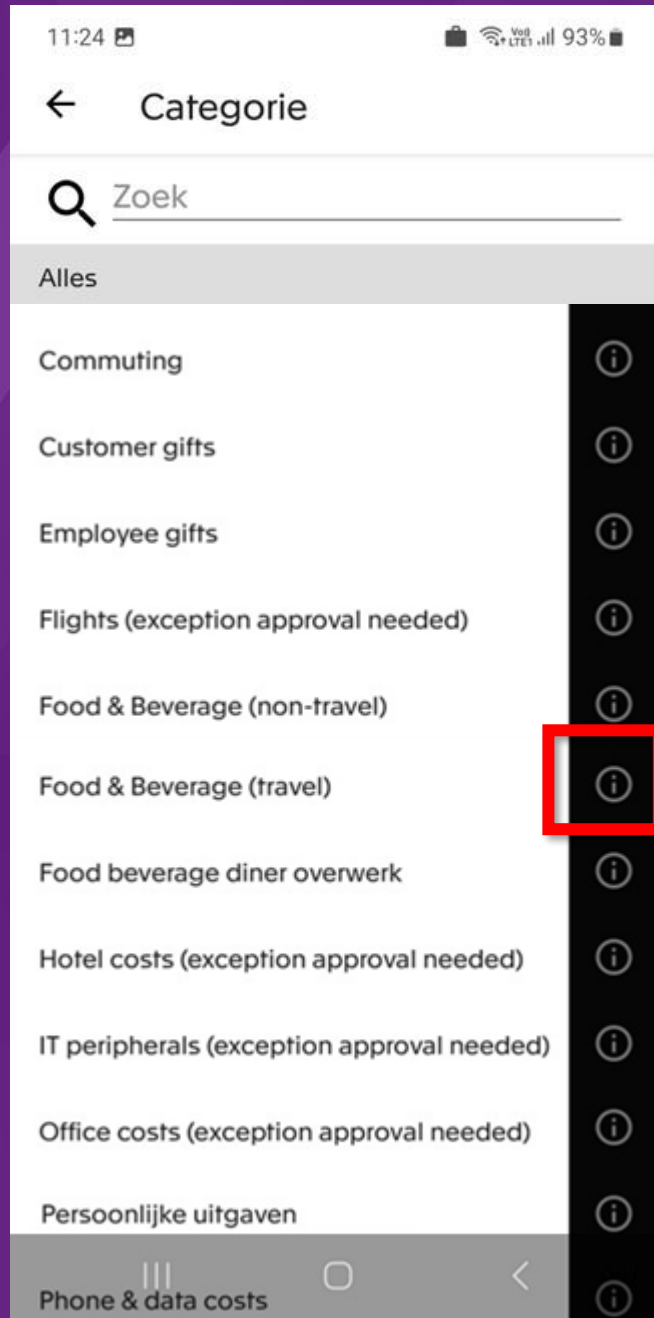 11:24
Vo)) LTE1 93%
Categorie
Zoek
Alles
Commuting
Customer gifts
Employee gifts
Flights (exception approval needed)
Food & Beverage (non-travel)
Food & Beverage (travel)
Food beverage diner overwerk
Hotel costs (exception approval needed)
IT peripherals (exception approval needed)
Office costs (exception approval needed)
Persoonlijke uitgaven
Phone & data costs